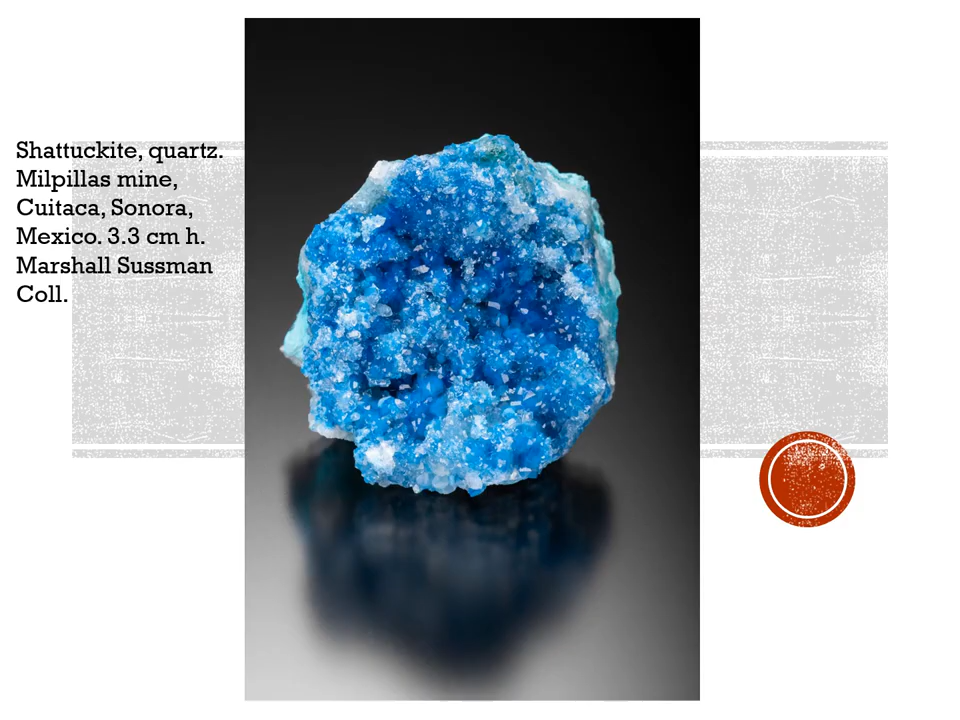 Shattuckite, quartz.
Milpillas mine,
Cuitaca, Sonora,
Mexico. 3.3 cm h.
Marshall Sussman
Coll.